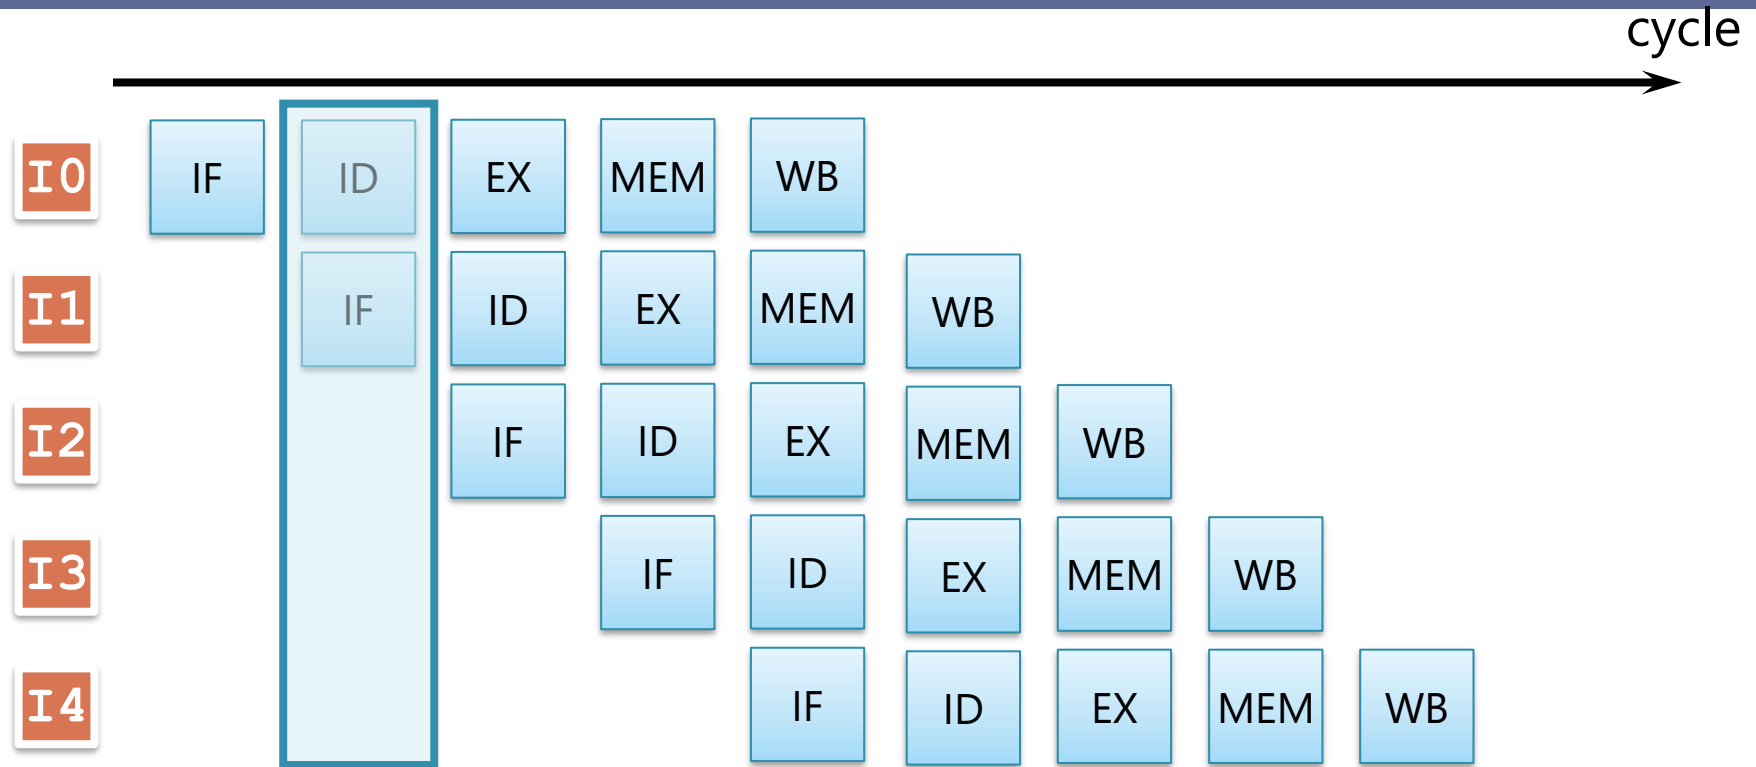 cycle
I0 IF ID EX MEM WB
I1 IF ID EX MEM WB
I2 IF ID EX MEM WB
I3 IF ID EX MEM WB
I4 IF ID EX MEM WB